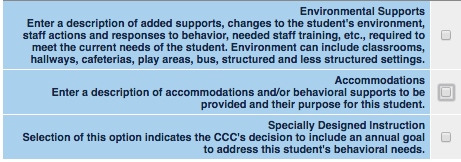 Environmental Supports
Enter a description of added supports, changes to the student's environment,
staff actions and responses to behavior, needed staff training, etc., required to
meet the current needs of the student. Environment can include classrooms,
hallways, cafeterias, play areas, bus, structured and less structured settings.
Accommodations
Enter a description of accommodations and/or behavioral supports to be
provided and their purpose for this student.
Specially Designed Instruction
Selection of this option indicates the CCC's decision to include an annual goal
to address this student's behavioral needs.